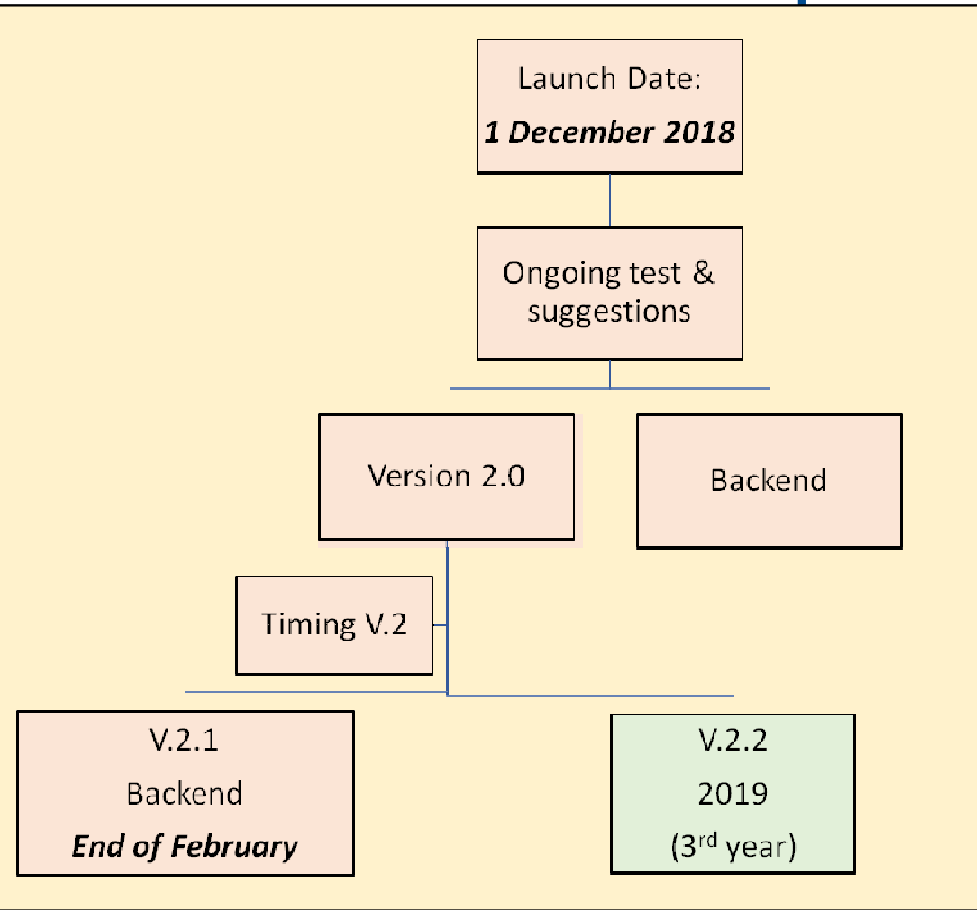 Launch Date:
1 December 2018
Ongoing test &
suggestions
Version 2.0
Backend
Timing V.2
V.2.1
Backend
End of February
V.2.2
2019
(3rd year)